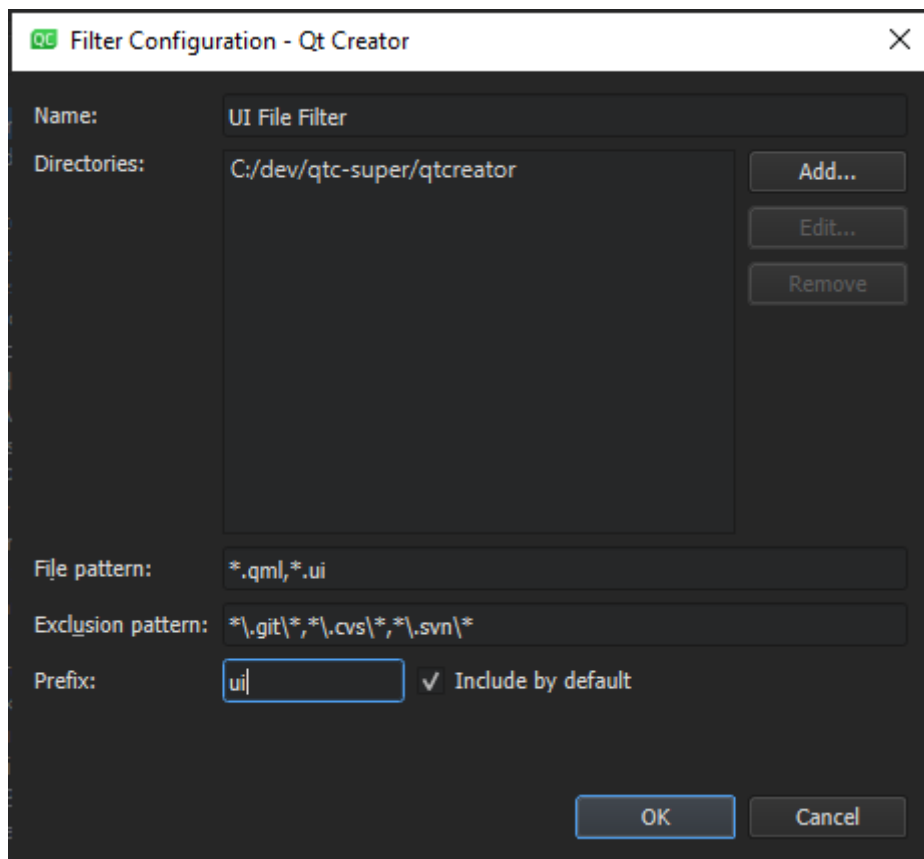 QC Filter Configuration - Qt Creator
Name: UI File Filter
Directories: C:/dev/qtc-super/qtcreator Add...
Edit...
Remove
File pattern: *.qml,*.ui
Exclusion pattern: *\.git\*,*\.cvs\*,*\.svn\*
Prefix: ui Include by default
OK Cancel